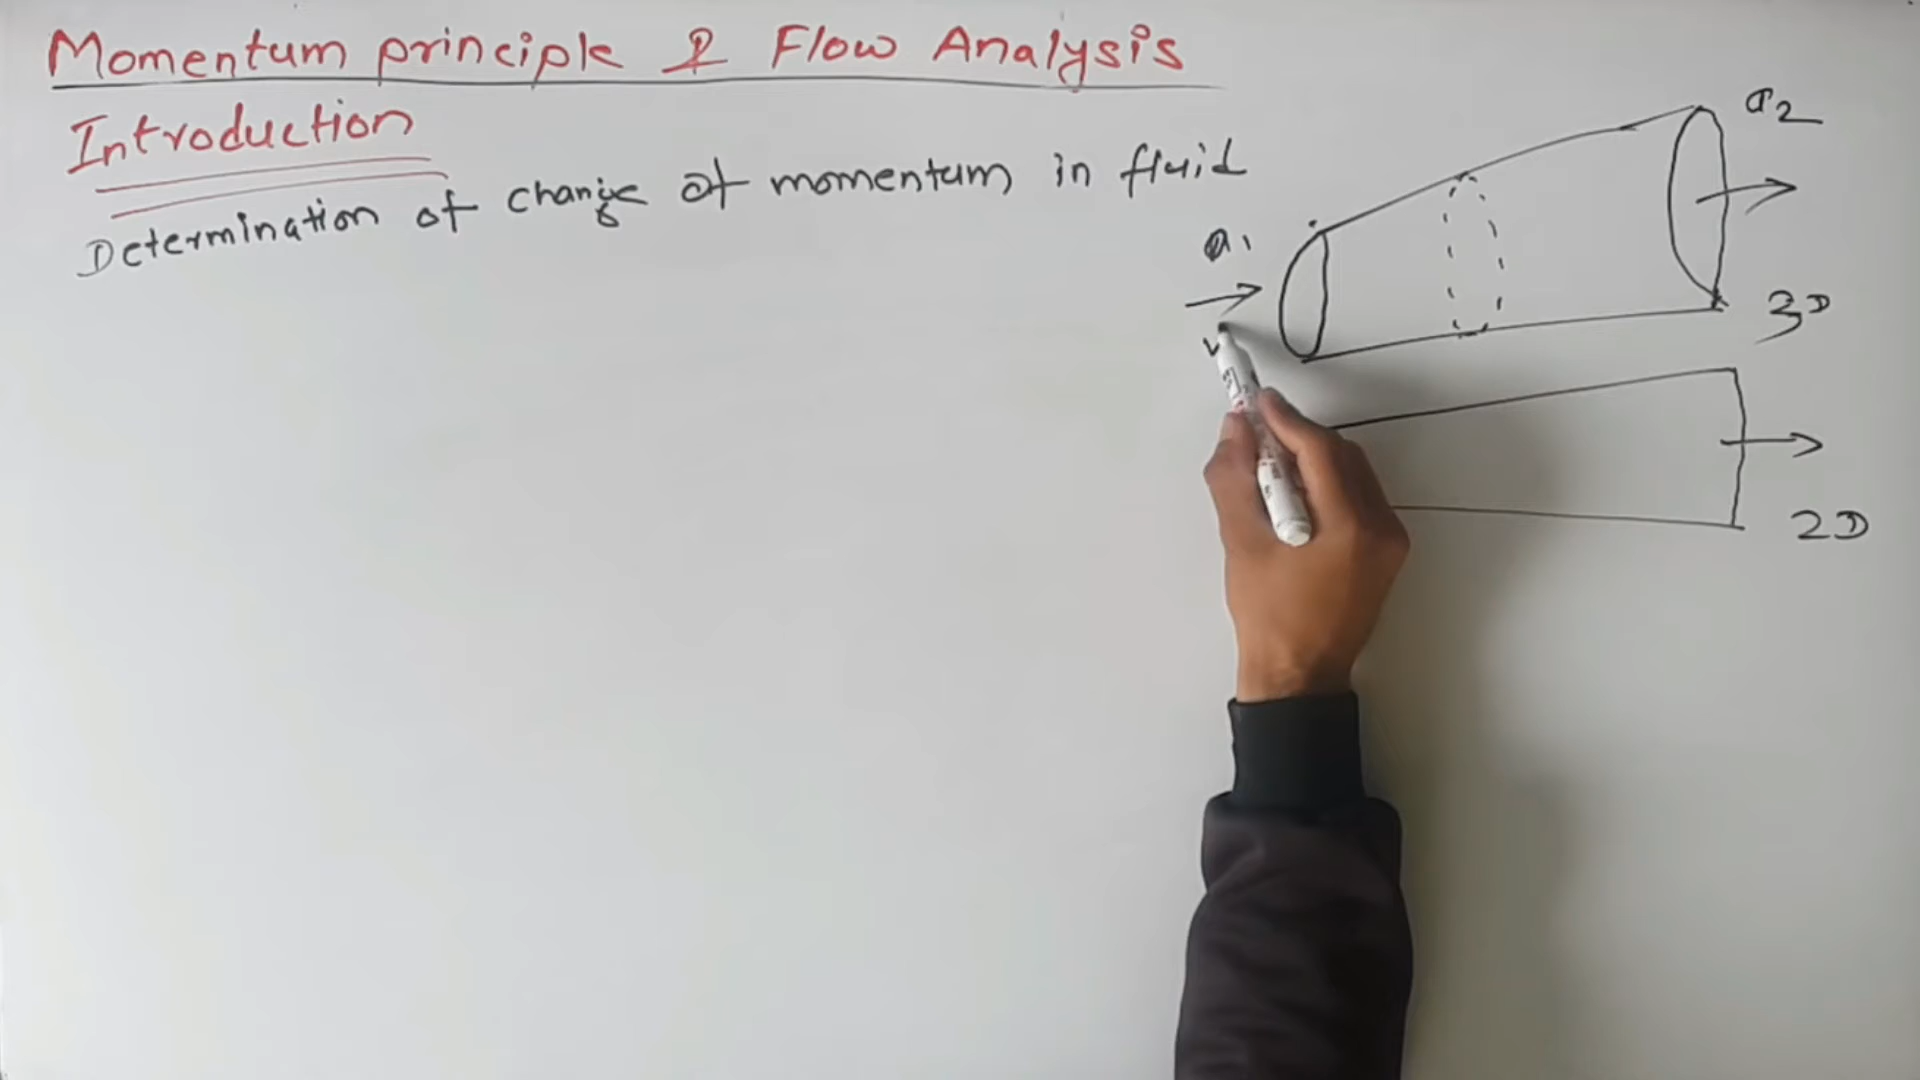 Momentum principle & Flow Analysis
Introduction
Determination of change of momentum in fluid
a2
a1
v
3D
2D